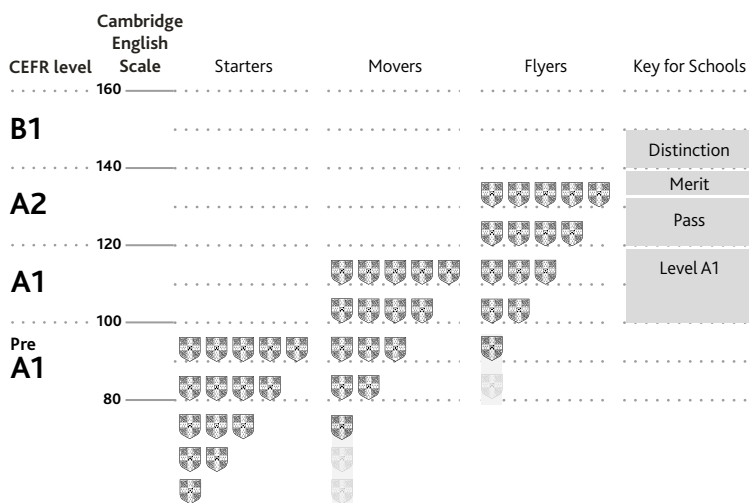 Cambridge
English
CEFR level Scale Starters Movers Flyers Key for Schools
160
B1
Distinction
140
Merit
A2
Pass
120
Level A1
A1
100
Pre
A1
80